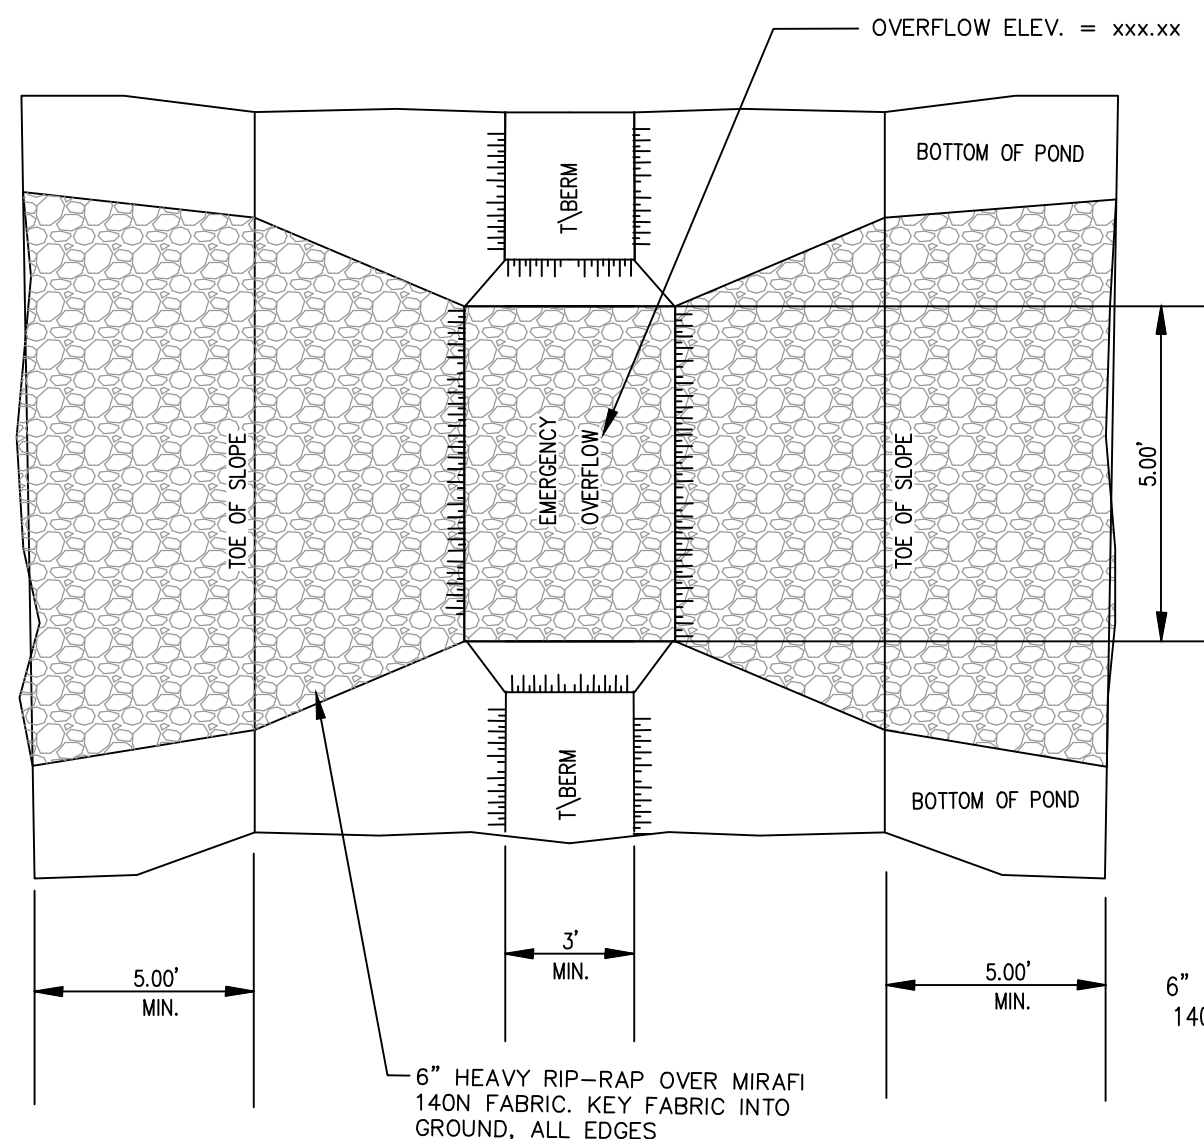 OVERFLOW ELEV. = xxx.xx
BOTTOM OF POND
T\BERM
EMERGENCY
OVERFLOW
TOE OF SLOPE
TOE OF SLOPE
5.00'
T\BERM
BOTTOM OF POND
5.00'
MIN.
3'
MIN.
5.00'
MIN.
6"
140
6" HEAVY RIP-RAP OVER MIRAFI
140N FABRIC. KEY FABRIC INTO
GROUND, ALL EDGES